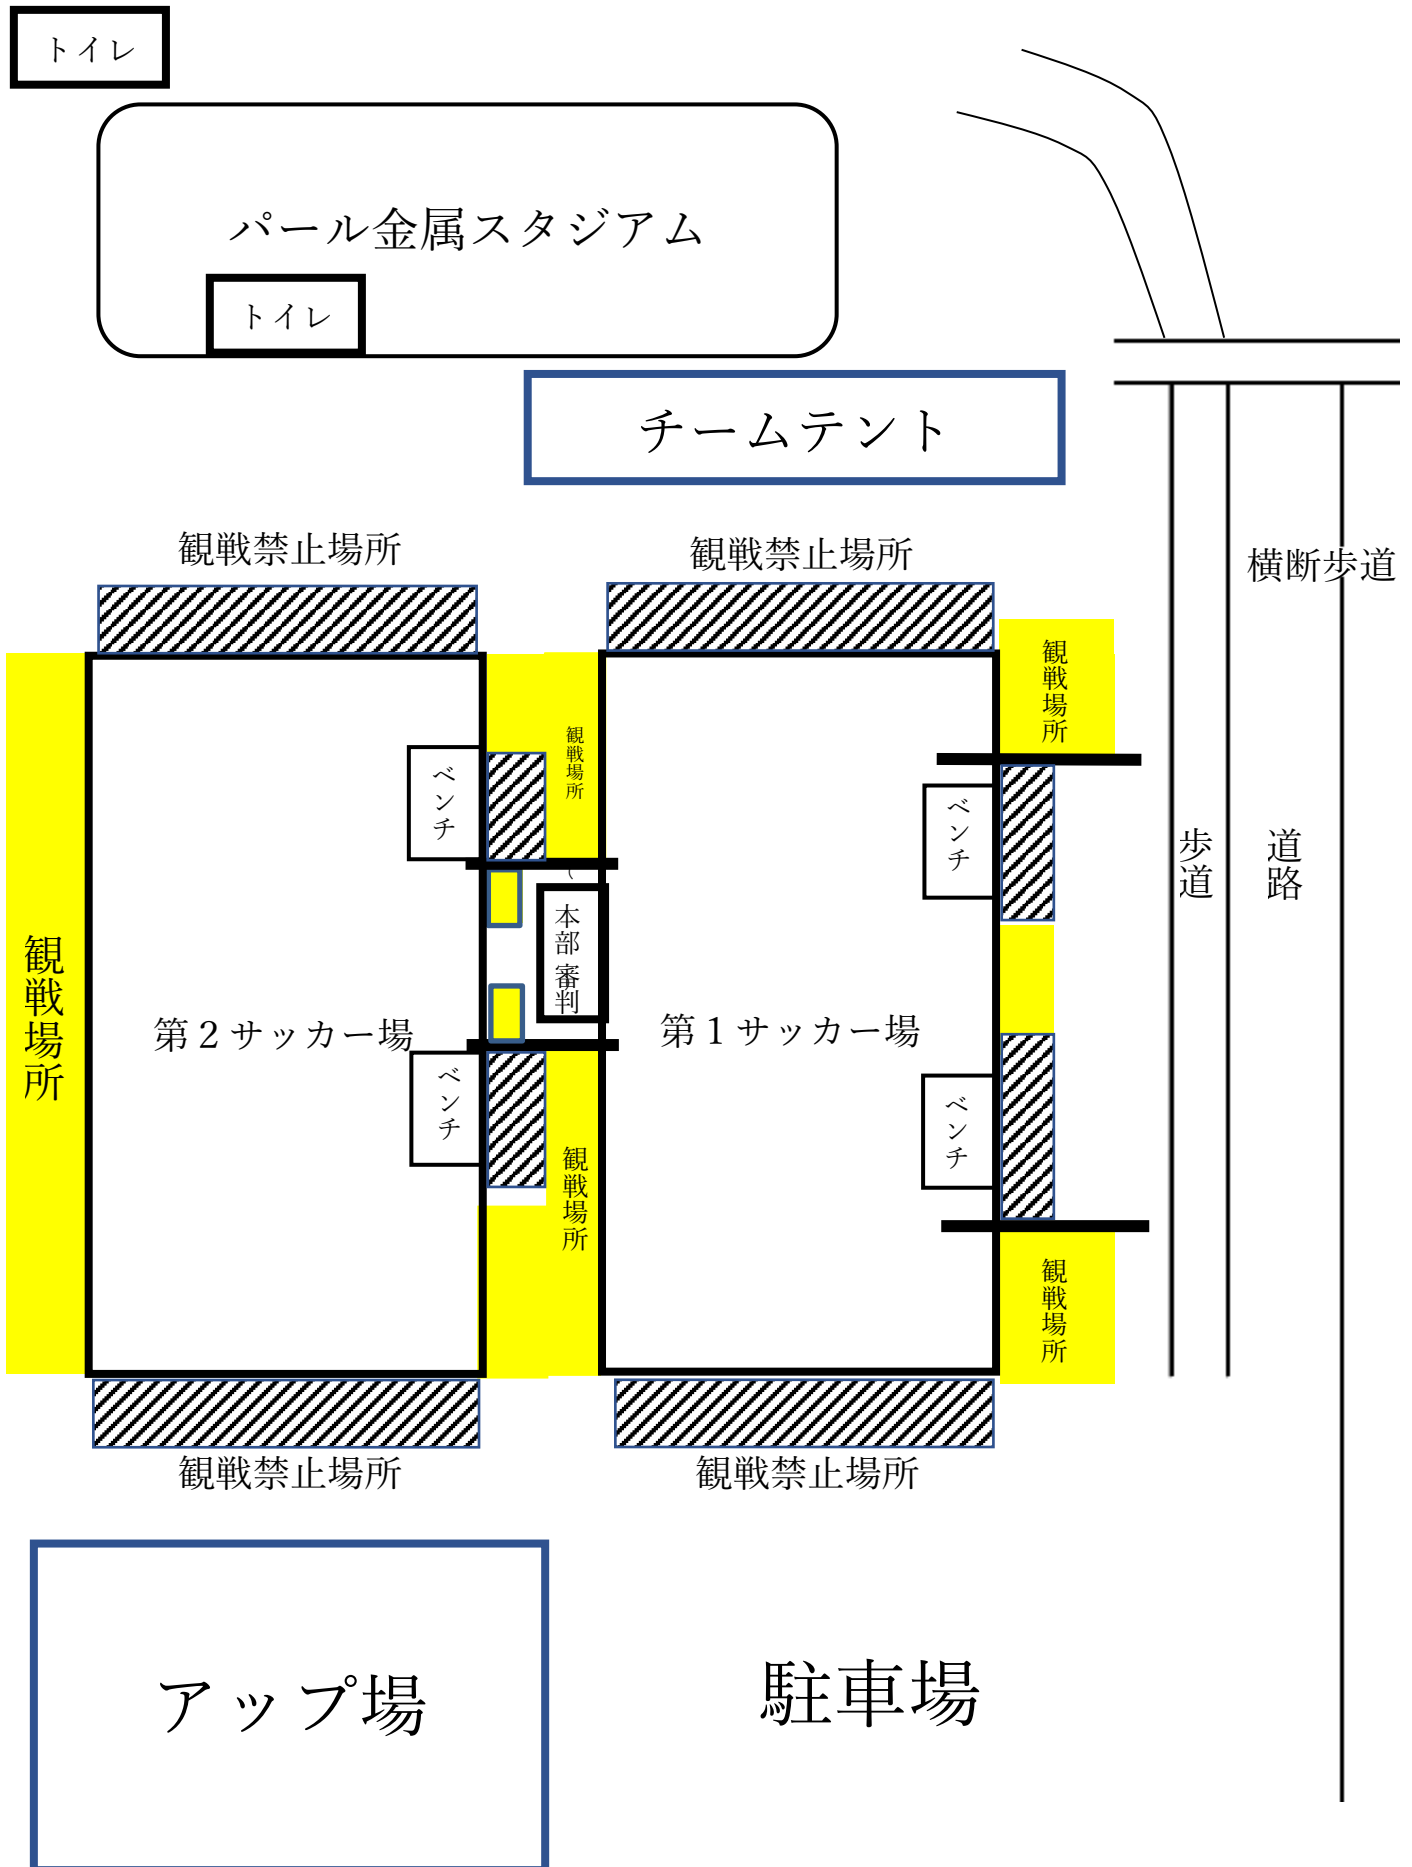 トイレ
パール金属スタジアム
トイレ
チームテント
観戦禁止場所
観戦禁止場所
横断歩道
観戦場所
観戦場所
ベンチ
ベンチ
歩道
道路
本部 審判
観戦場所
第2サッカー場
第1サッカー場
ベンチ
ベンチ
観戦場所
観戦場所
観戦禁止場所
観戦禁止場所
アップ場
駐車場